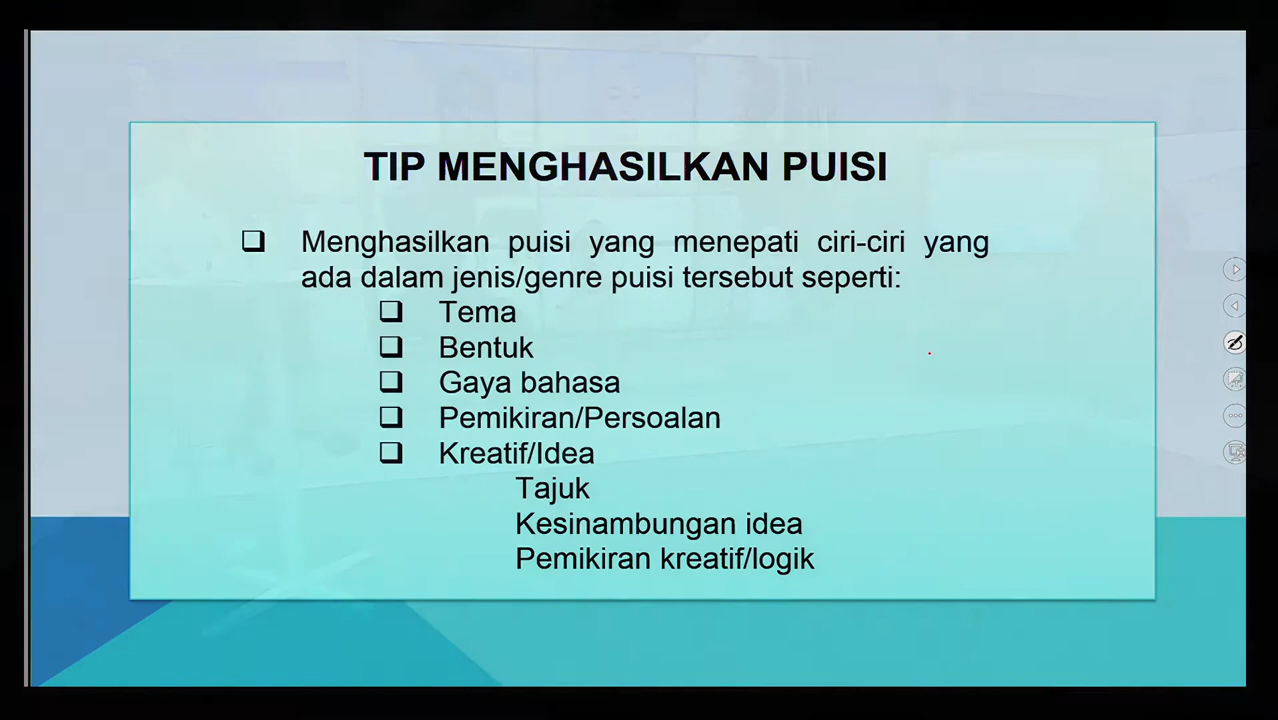 TIP MENGHASILKAN PUISI
Menghasilkan puisi yang menepati ciri-ciri yang
ada dalam jenis/genre puisi tersebut seperti:
Tema
Bentuk
Gaya bahasa
Pemikiran/Persoalan
Kreatif/Idea
Tajuk
Kesinambungan idea
Pemikiran kreatif/logik